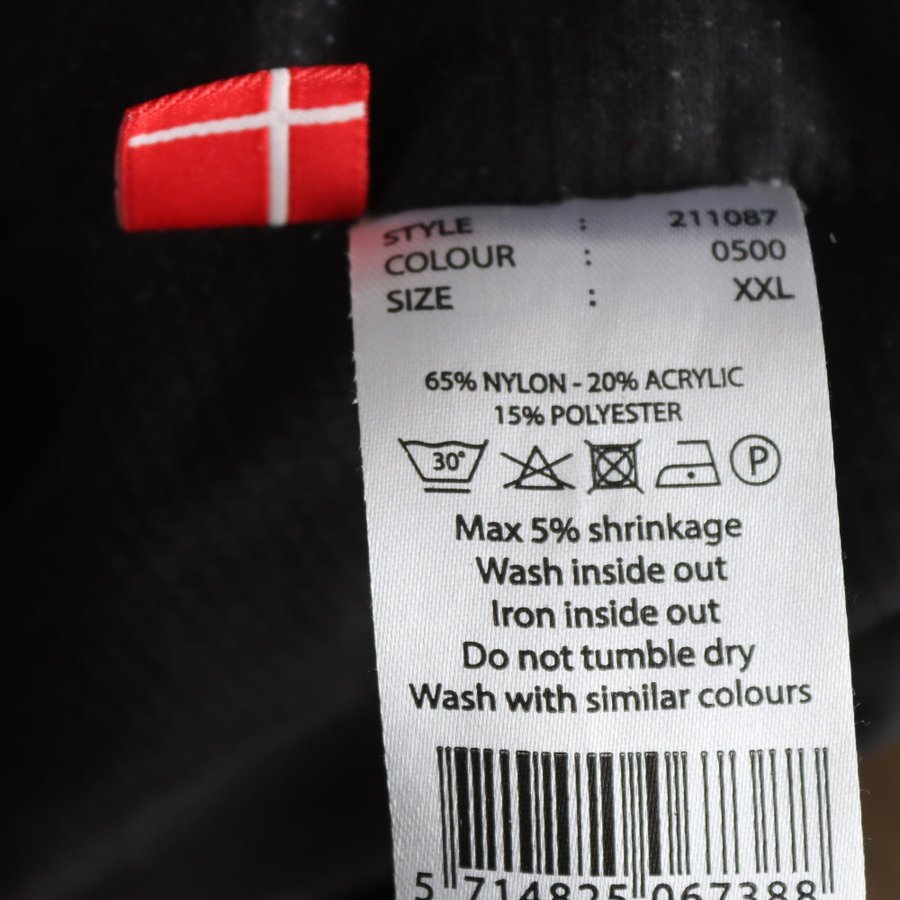 STYLE : 211087
COLOUR : 0500
SIZE : XXL
65% NYLON - 20% ACRYLIC
15% POLYESTER
30° P
Max 5% shrinkage
Wash inside out
Iron inside out
Do not tumble dry
Wash with similar colours
5 714825 067388